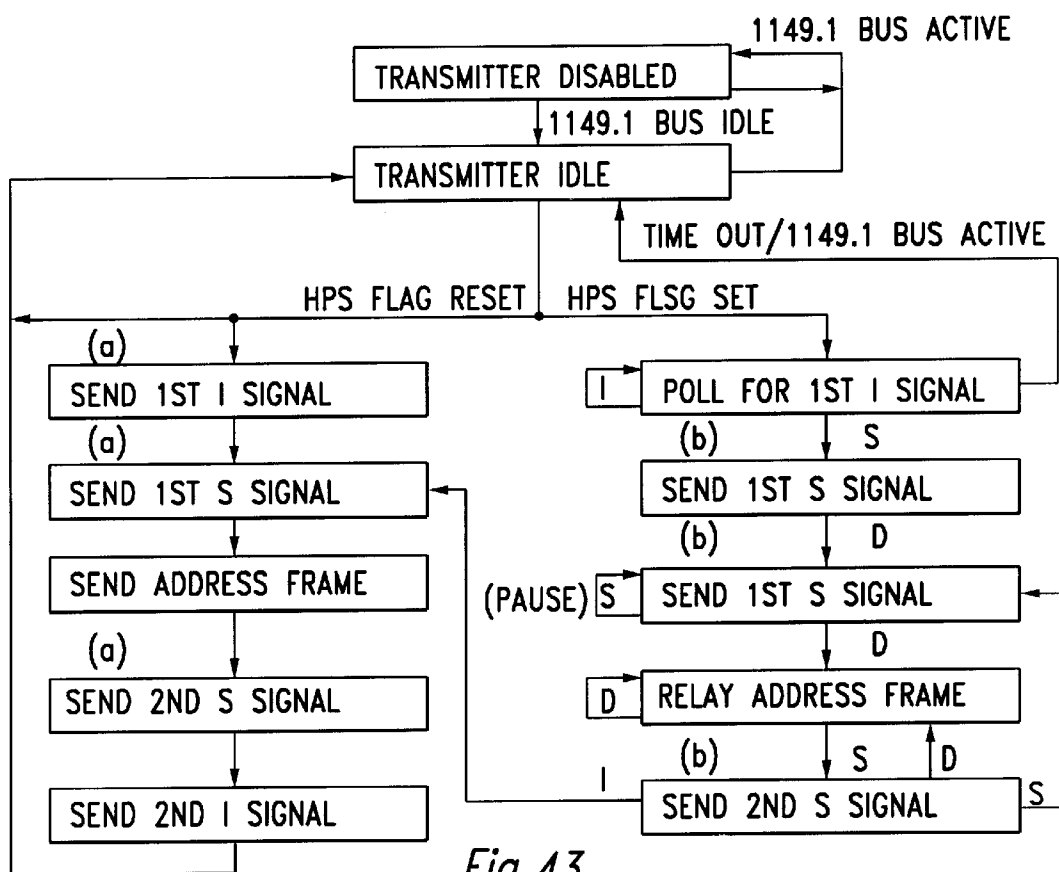 1149.1 BUS ACTIVE
TRANSMITTER DISABLED
1149.1 BUS IDLE
TRANSMITTER IDLE
TIME OUT/1149.1 BUS ACTIVE
HPS FLAG RESET
HPS FLSG SET
(a)
SEND 1ST I SIGNAL
(a)
SEND 1ST S SIGNAL
SEND ADDRESS FRAME
(a)
SEND 2ND S SIGNAL
SEND 2ND I SIGNAL
I
POLL FOR 1ST I SIGNAL
(b) S
SEND 1ST S SIGNAL
(b) D
(PAUSE) S
SEND 1ST S SIGNAL
D
D
RELAY ADDRESS FRAME
(b) S D
I
SEND 2ND S SIGNAL
S
Fig. 43